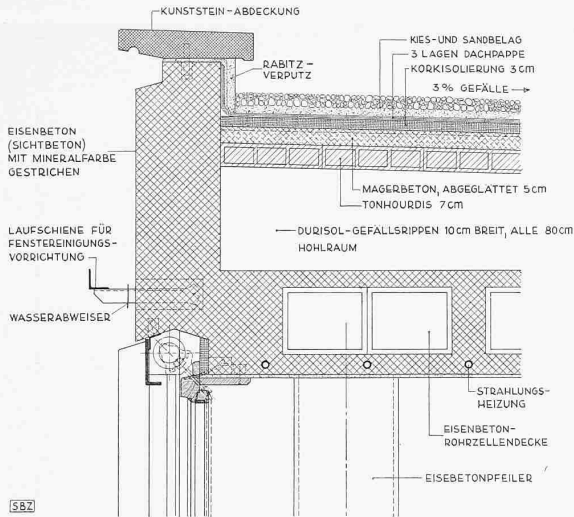 KUNSTSTEIN-ABDECKUNG
RABITZ-
VERPUTZ
KIES-UND SANDBELAG
3 LAGEN DACHPAPPE
KORKISOLIERUNG 3cm
3% GEFÄLLE
EISENBETON
(SICHTBETON)
MIT MINERALFARBE
GESTRICHEN
MAGERBETON, ABGEGLÄTTET 5cm
TONHOURDIS 7cm
LAUFSCHIENE FÜR
FENSTEREINIGUNGS-
VORRICHTUNG
DURISOL-GEFÄLLSRIPPEN 10cm BREIT, ALLE 80cm
HOHLRAUM
WASSERABWEISER
STRAHLUNGS-
HEIZUNG
EISENBETON-
ROHRZELLENDECKE
EISEBETONPFEILER
SBZ